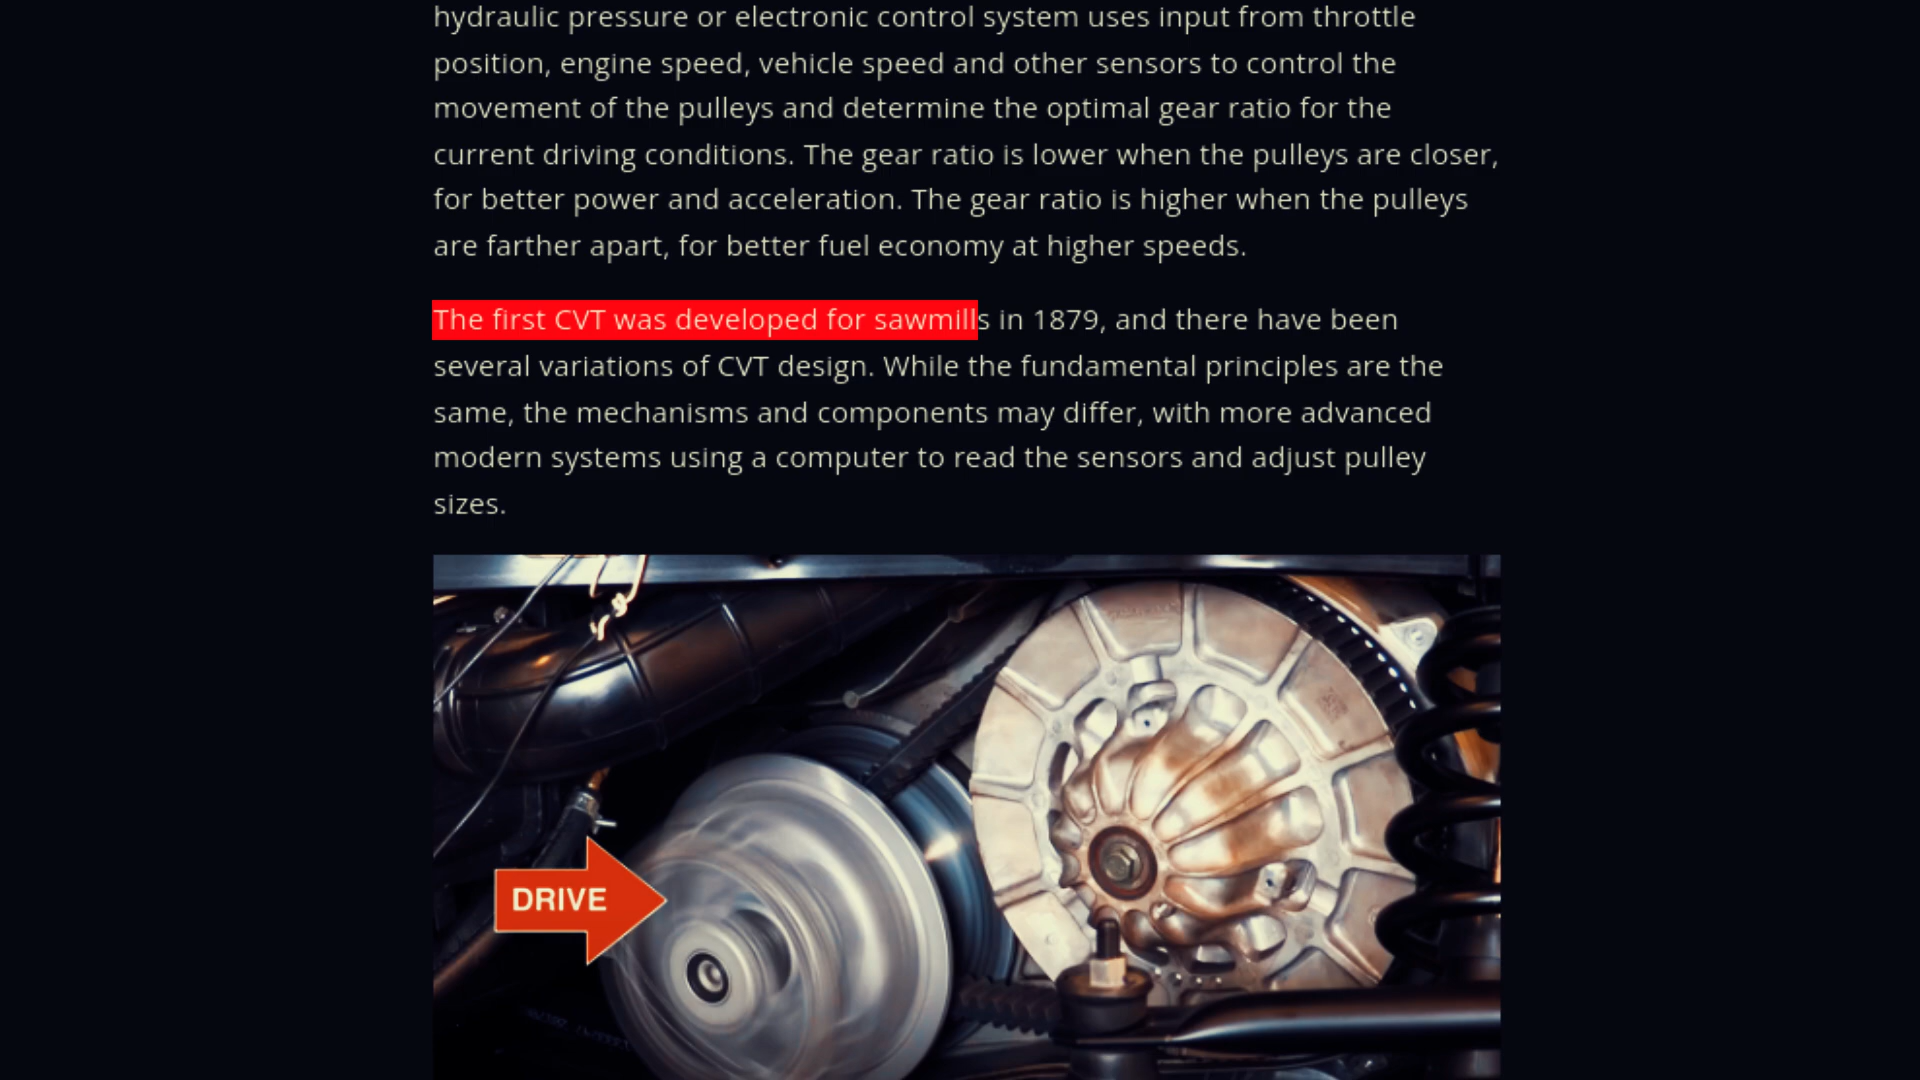 hydraulic pressure or electronic control system uses input from throttle
position, engine speed, vehicle speed and other sensors to control the
movement of the pulleys and determine the optimal gear ratio for the
current driving conditions. The gear ratio is lower when the pulleys are closer,
for better power and acceleration. The gear ratio is higher when the pulleys
are farther apart, for better fuel economy at higher speeds.
The first CVT was developed for sawmills in 1879, and there have been
several variations of CVT design. While the fundamental principles are the
same, the mechanisms and components may differ, with more advanced
modern systems using a computer to read the sensors and adjust pulley
sizes.
DRIVE